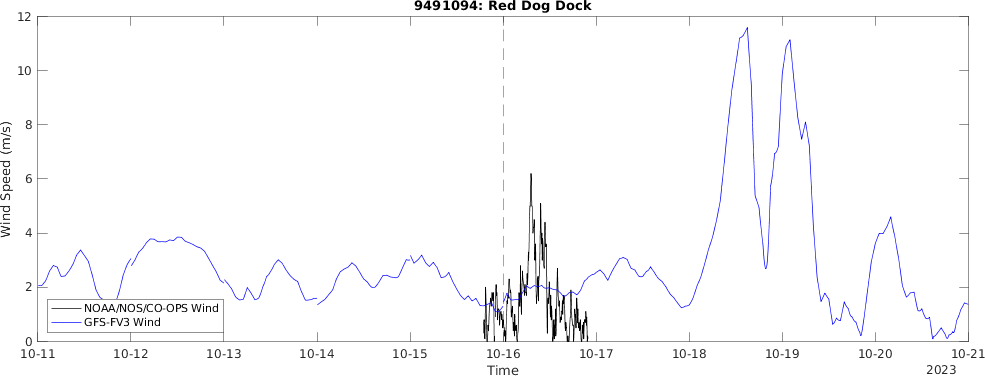 9491094: Red Dog Dock
Wind Speed (m/s)
12
10
8
6
4
2
0
NOAA/NOS/CO-OPS Wind
GFS-FV3 Wind
10-11 10-12 10-13 10-14 10-15 10-16 10-17 10-18 10-19 10-20 10-21
Time
2023